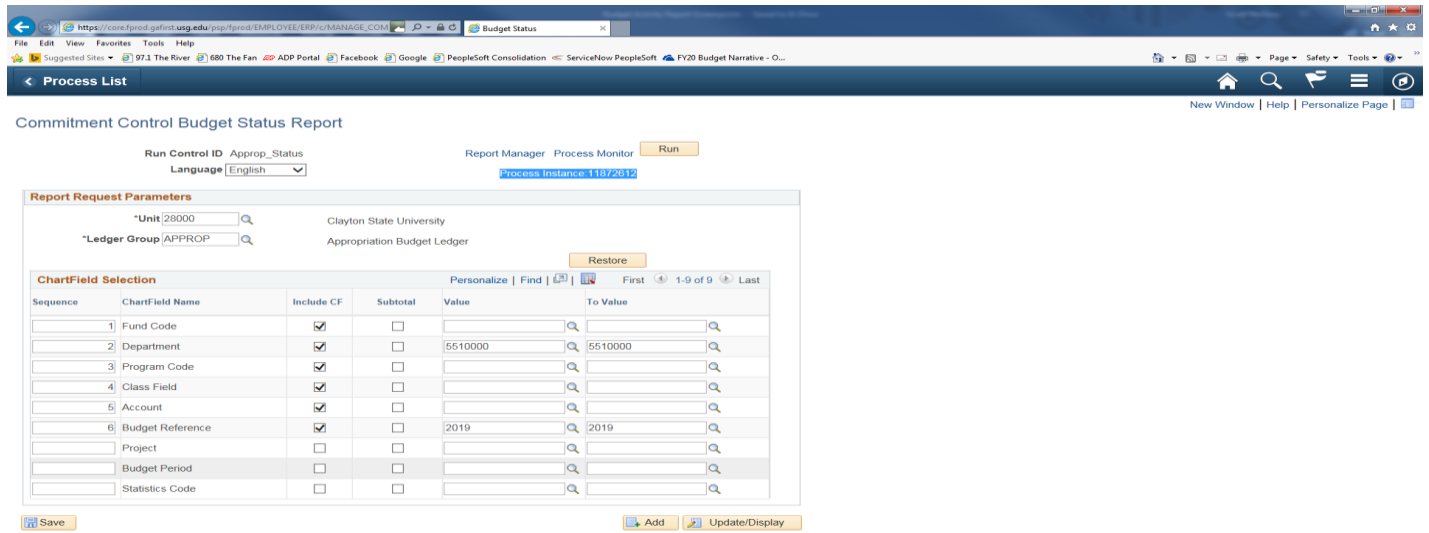 https://core.fprod.gafirst.usg.edu/psp/fprod/EMPLOYEE/ERP/c/MANAGE_COM Budget Status ×
File Edit View Favorites Tools Help
Suggested Sites 97.1 The River 680 The Fan ADP Portal Facebook Google PeopleSoft Consolidation ServiceNow PeopleSoft FY20 Budget Narrative - O... Page Safety Tools »
Process List
New Window | Help | Personalize Page |
Commitment Control Budget Status Report
Run Control ID Approp_Status Report Manager Process Monitor Run
Language English Process Instance:11872612
Report Request Parameters
*Unit 28000 Clayton State University
*Ledger Group APPROP Appropriation Budget Ledger
Restore
ChartField Selection Personalize | Find | | First 1-9 of 9 Last
Sequence ChartField Name Include CF Subtotal Value To Value
1 Fund Code
2 Department 5510000 5510000
3 Program Code
4 Class Field
5 Account
6 Budget Reference 2019 2019
Project
Budget Period
Statistics Code
Save Add Update/Display